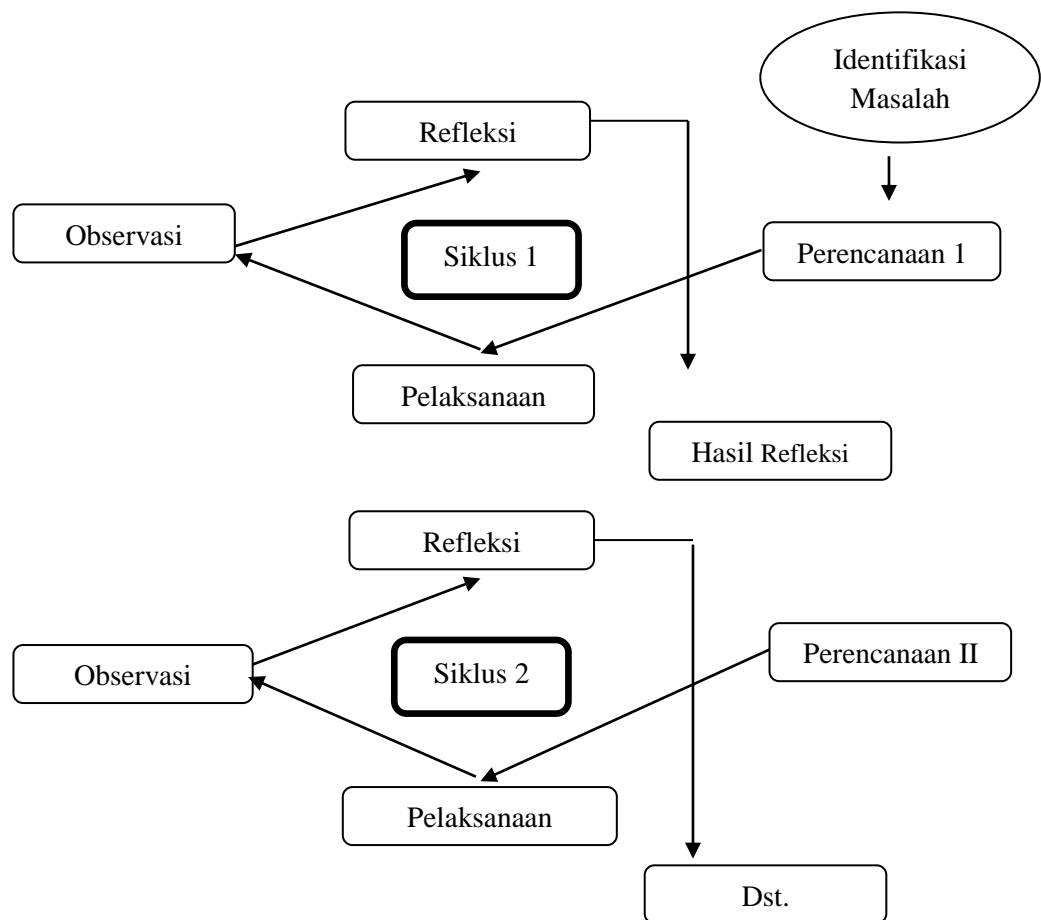 Identifikasi
Masalah
Refleksi
Observasi
Siklus 1
Perencanaan 1
Pelaksanaan
Hasil Refleksi
Refleksi
Observasi
Siklus 2
Perencanaan II
Pelaksanaan
Dst.